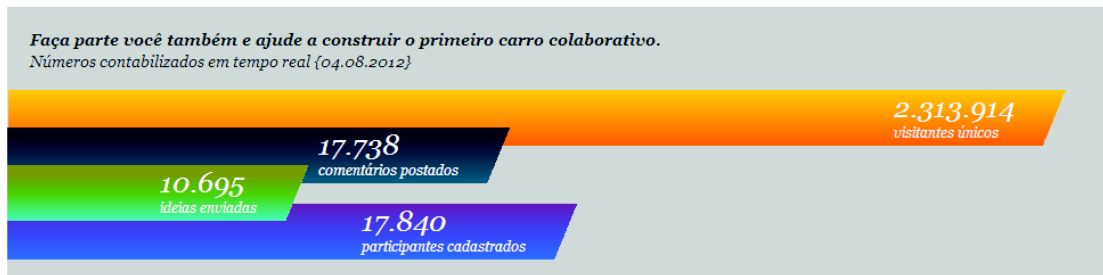 Faça parte você também e ajude a construir o primeiro carro colaborativo.
Números contabilizados em tempo real {04.08.2012}
2.313.914
visitantes únicos
17.738
comentários postados
10.695
ideias enviadas
17.840
participantes cadastrados